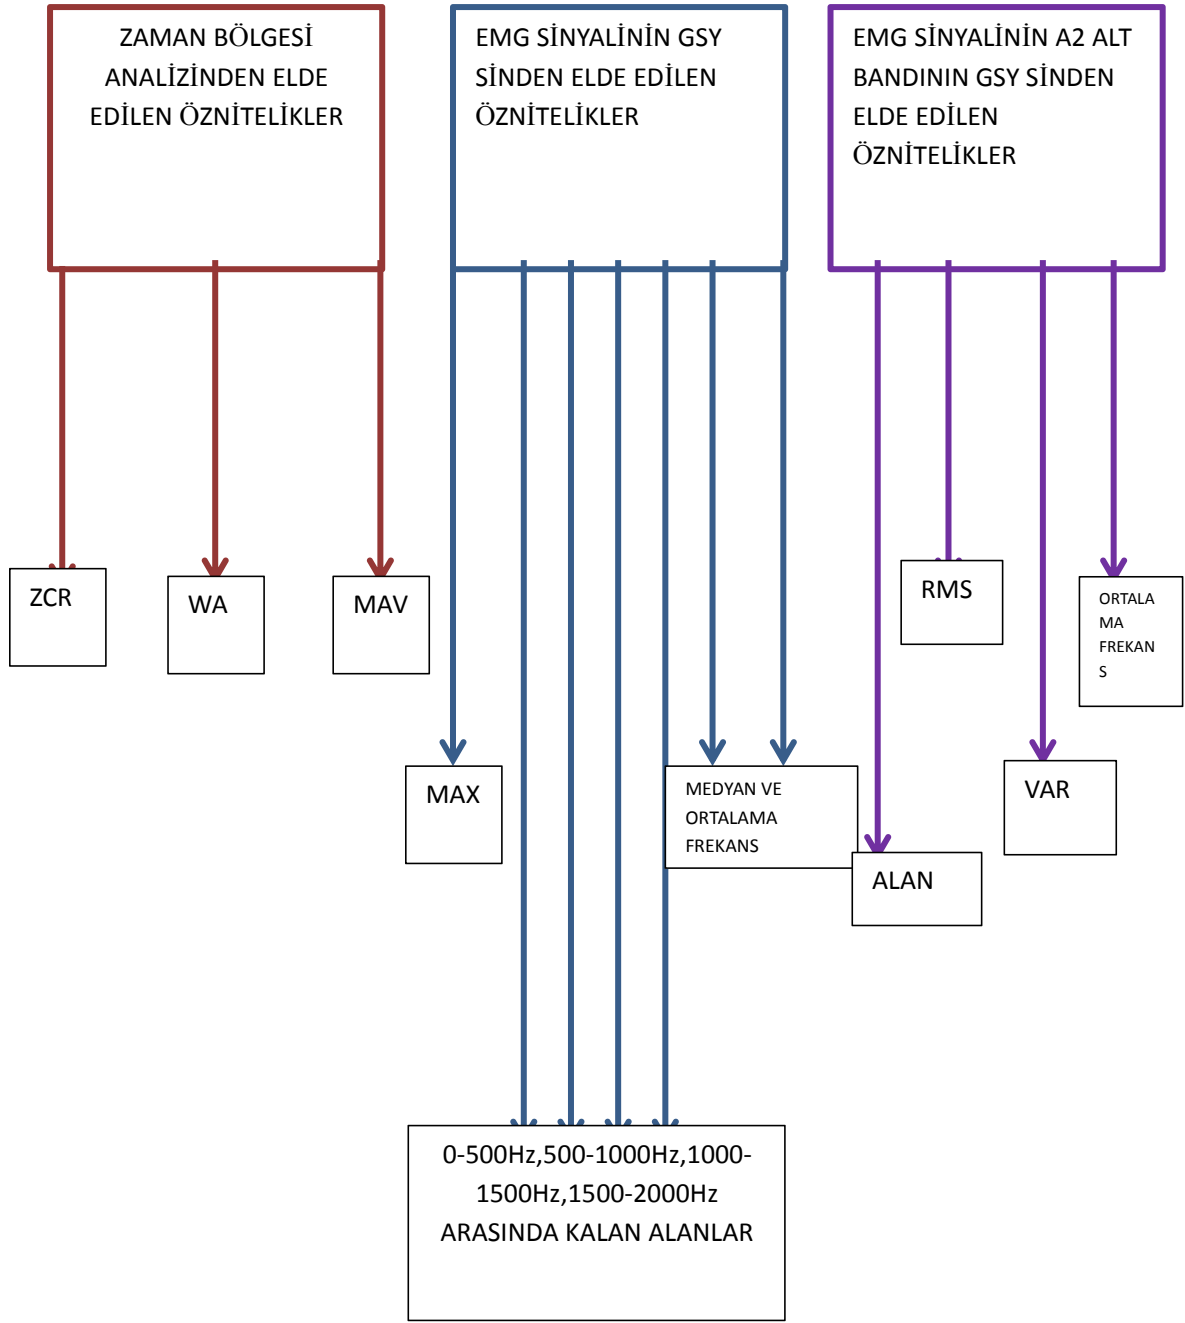 ZAMAN BÖLGESİ
ANALİZİNDEN ELDE
EDİLEN ÖZNİTELİKLER
EMG SİNYALİNİN GSY
SİNDEN ELDE EDİLEN
ÖZNİTELİKLER
EMG SİNYALİNİN A2 ALT
BANDININ GSY SİNDEN
ELDE EDİLEN
ÖZNİTELİKLER
ZCR
WA
MAV
RMS
ORTALA
MA
FREKAN
S
MAX
MEDYAN VE
ORTALAMA
FREKANS
VAR
ALAN
0-500Hz,500-1000Hz,1000-
1500Hz,1500-2000Hz
ARASINDA KALAN ALANLAR